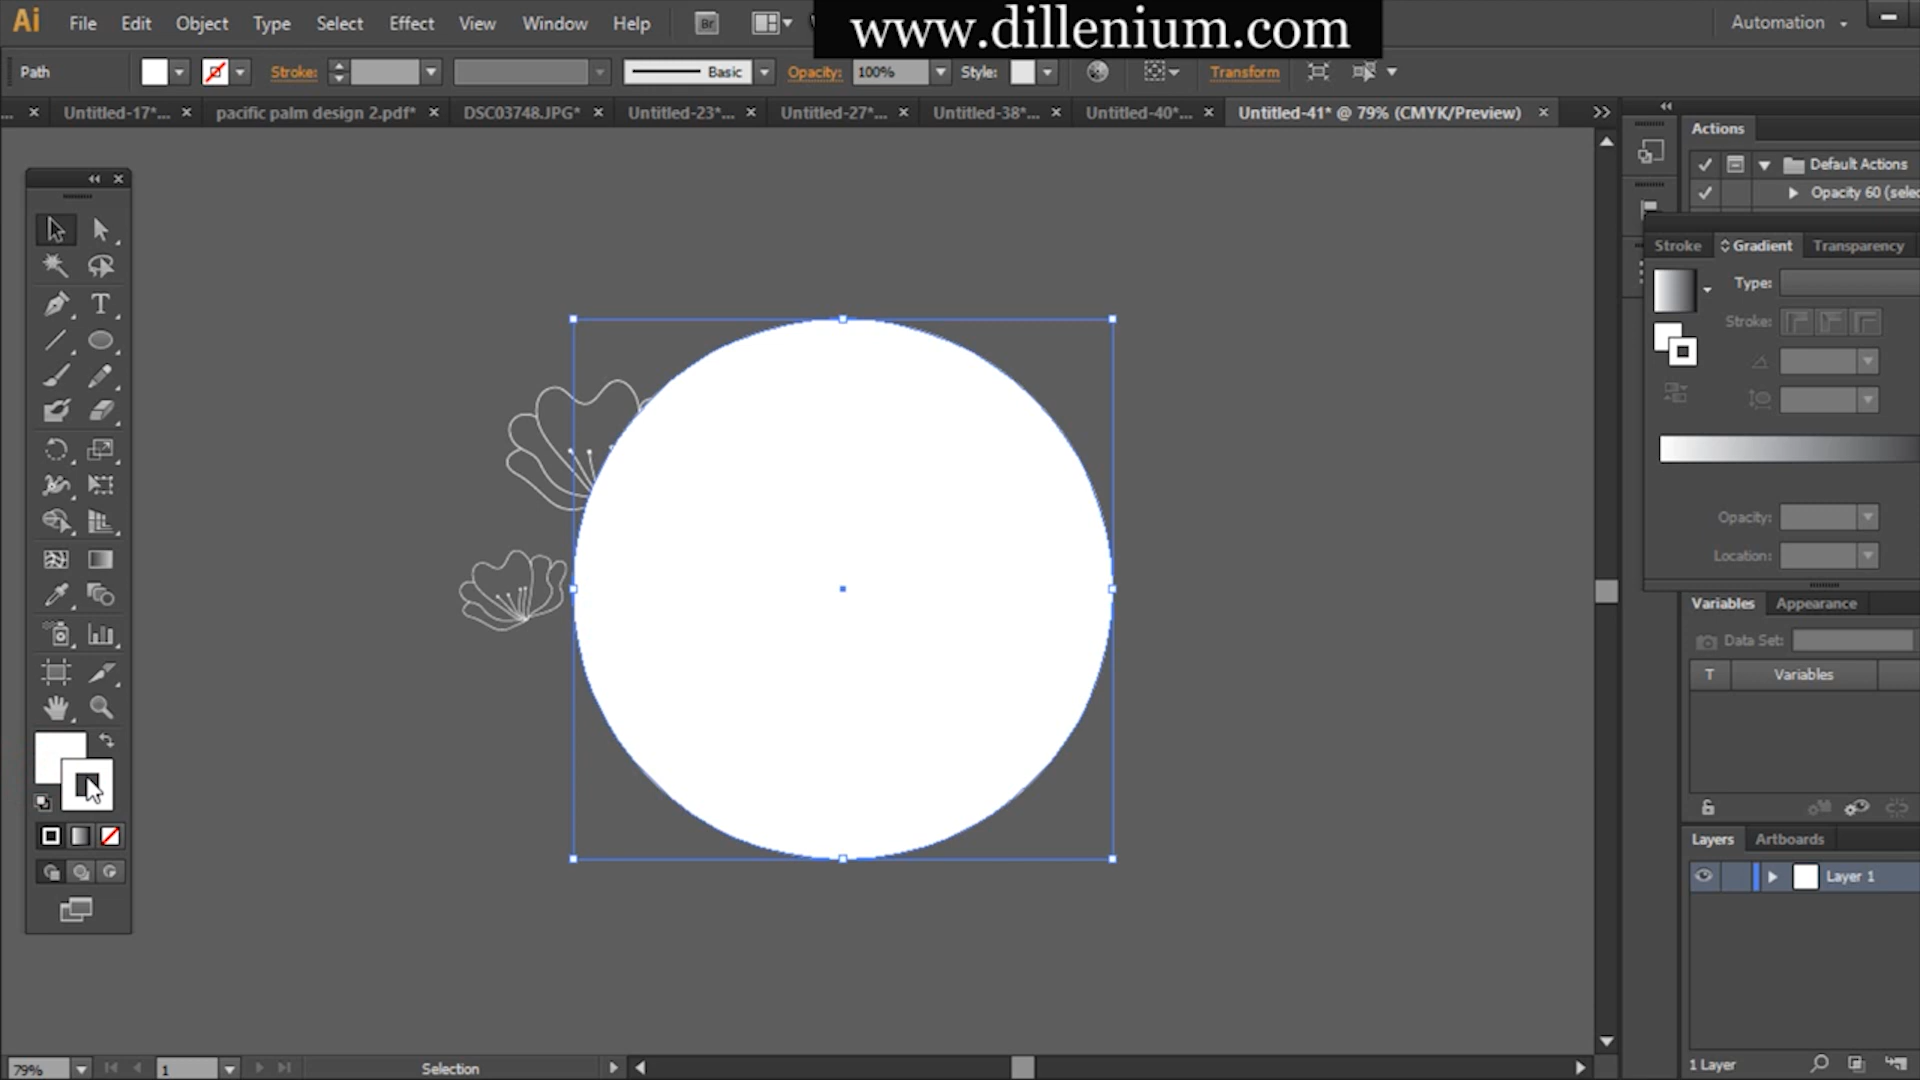 Ai File Edit Object Type Select Effect View Window Help Br www.dillenium.com Automation
Path Stroke: Basic Opacity: 100% Style: Transform
... Untitled-17*... pacific palm design 2.pdf* DSC03748.JPG* Untitled-23*... Untitled-27*... Untitled-38*... Untitled-40*... Untitled-41* @ 79% (CMYK/Preview)
Actions
Default Actions
Opacity 60 (selec
Stroke Gradient Transparency
Type:
Stroke:
Opacity:
Location:
Variables Appearance
Data Set:
T Variables
Layers Artboards
Layer 1
1 Layer
79% 1 Selection